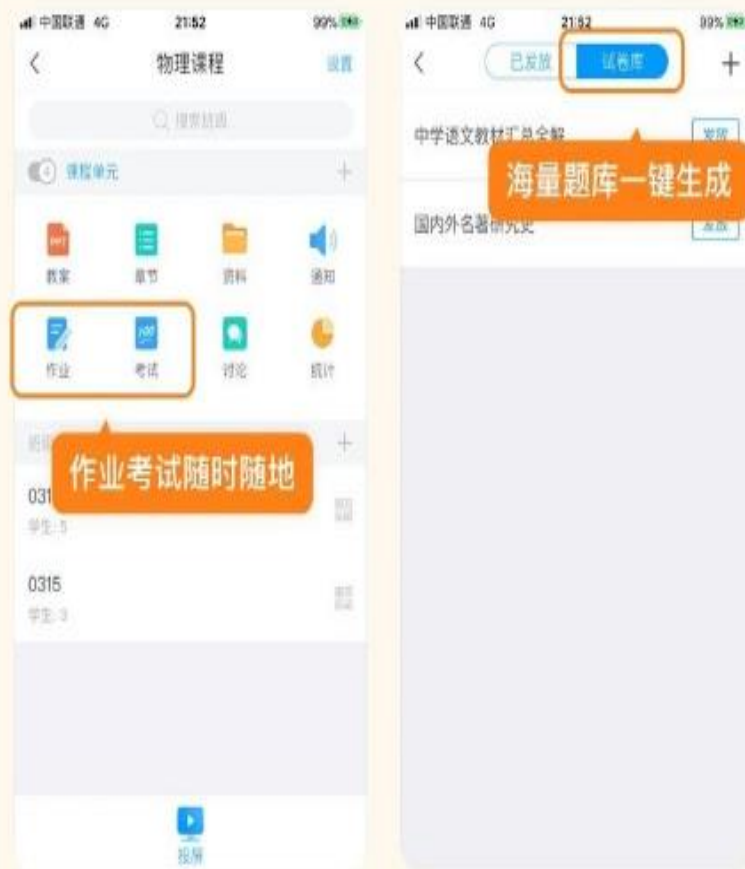 中国联通 4G 21:52 99%
物理课程 设置
搜索
课程单元
教案 章节 资料 通知
作业 考试 讨论 统计
作业考试随时随地
031
学生: 5
0315
学生: 3
投屏
中国联通 4G 21:52 99%
已发放 试卷库
中学语文教材汇总全解 发放
海量题库一键生成
国内外名著研究史 发放